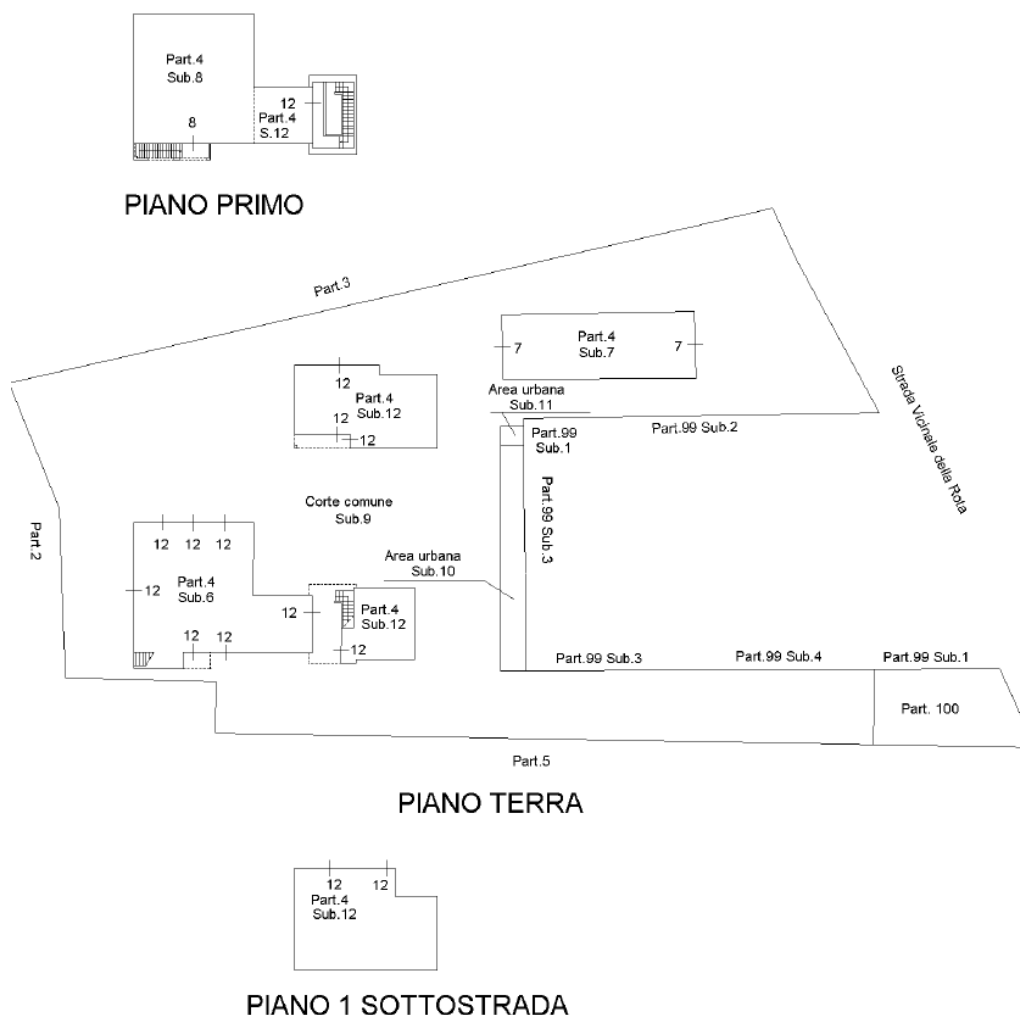 Part.4
Sub.8
8
12
Part.4
S.12
PIANO PRIMO
Part.3
Part.4
Sub.7
7
7
Area urbana
Sub.11
12
Part.4
Sub.12
12
12
Part.99
Sub.1
Part.99 Sub.2
Strada Vicinale della Rota
Part.99 Sub.3
Corte comune
Sub.9
Part.2
12
12
12
Area urbana
Sub.10
12
Part.4
Sub.6
12
Part.4
Sub.12
12
12
12
Part.99 Sub.3
Part.99 Sub.4
Part.99 Sub.1
Part. 100
Part.5
PIANO TERRA
12
12
Part.4
Sub.12
PIANO 1 SOTTOSTRADA